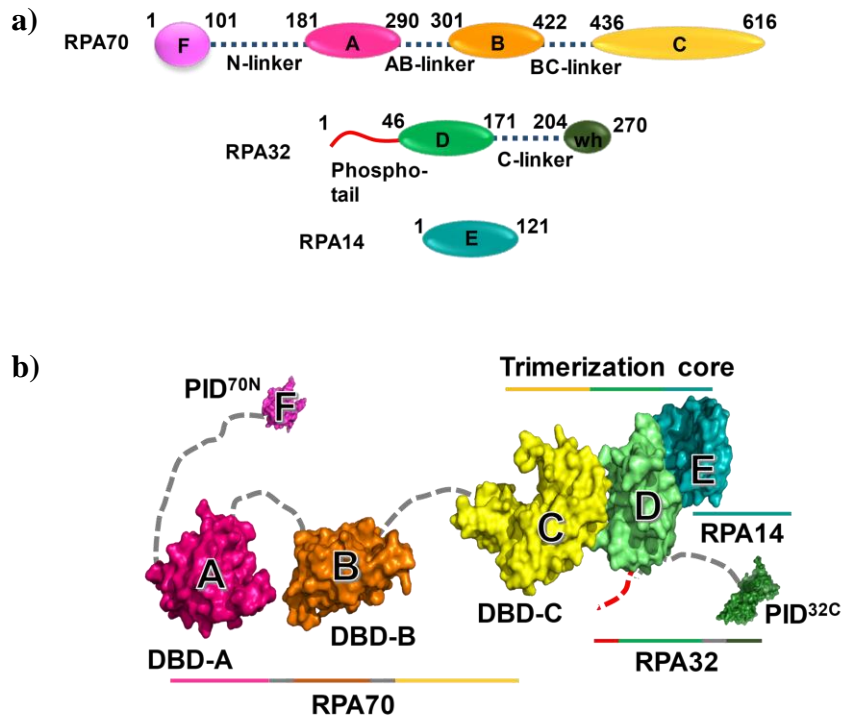 a)
1 101 181 290 301 422 436 616
RPA70 F A B C
N-linker AB-linker BC-linker
1 46 171 204 270
RPA32 D wh
Phospho-
tail
C-linker
1 121
RPA14 E
b)
Trimerization core
PID70N
F
A B C D E
RPA14
DBD-A DBD-B DBD-C PID32C
RPA70 RPA32